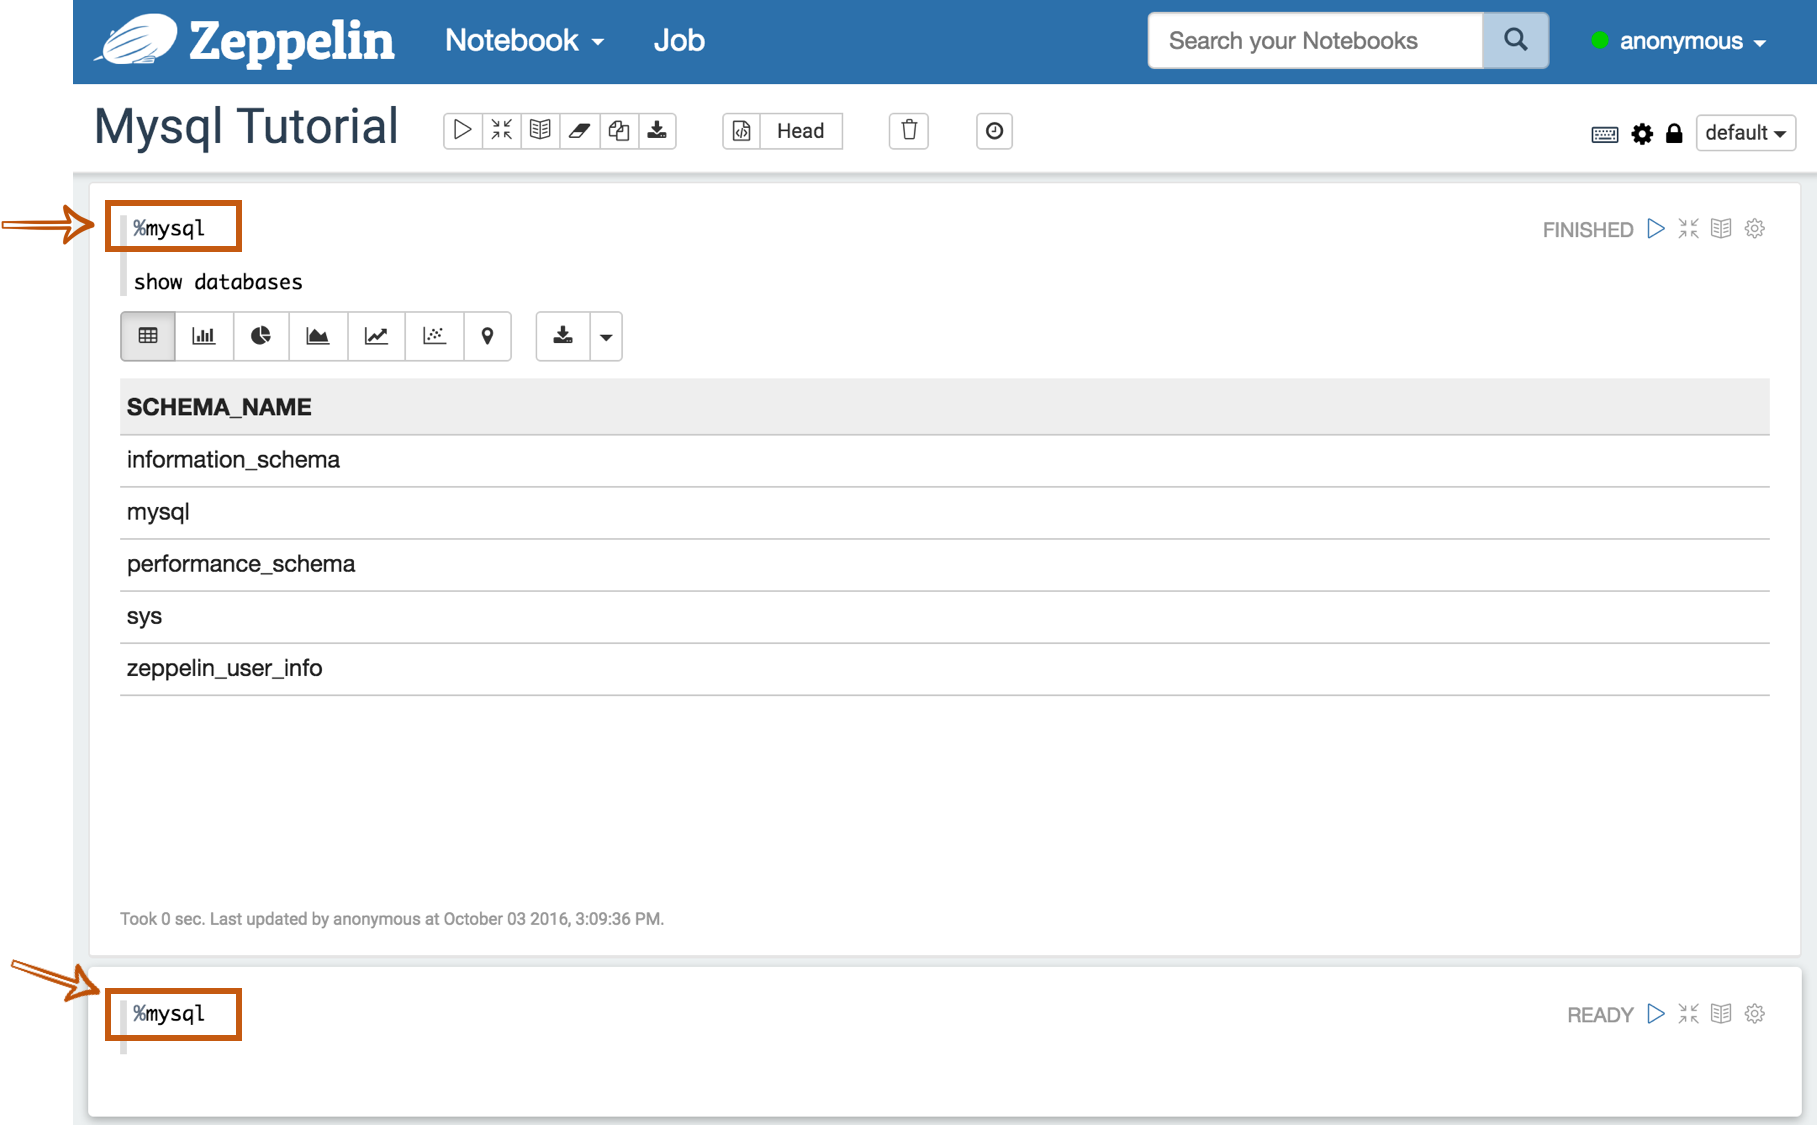 Zeppelin Notebook Job Search your Notebooks anonymous
Mysql Tutorial Head default
%mysql FINISHED
show databases
SCHEMA_NAME
information_schema
mysql
performance_schema
sys
zeppelin_user_info
Took 0 sec. Last updated by anonymous at October 03 2016, 3:09:36 PM.
%mysql READY